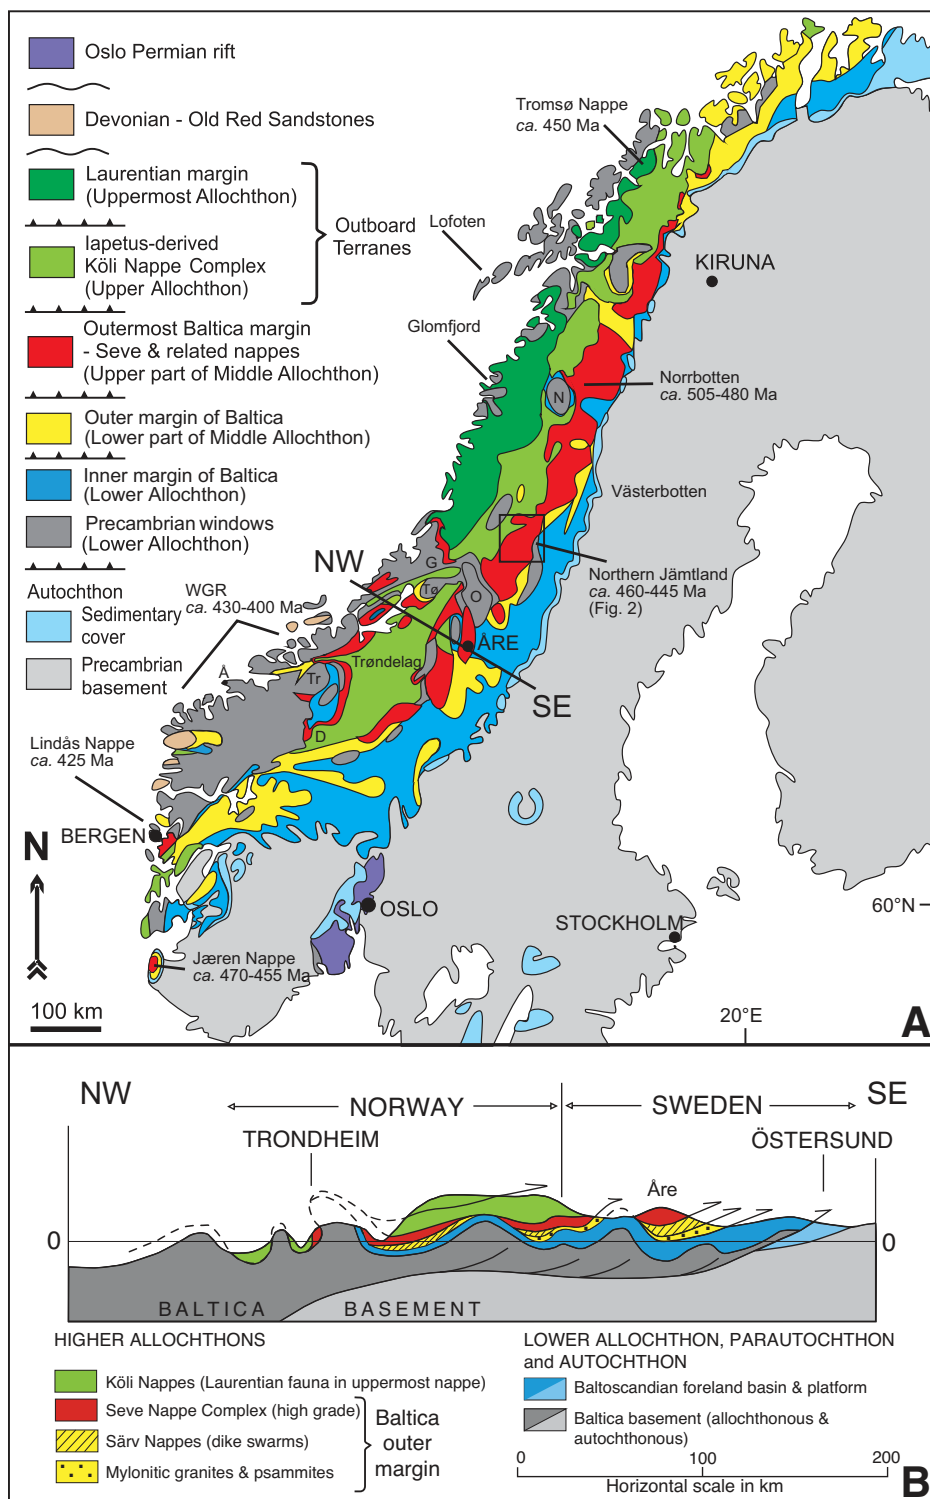 Oslo Permian rift
Devonian - Old Red Sandstones
Laurentian margin
(Uppermost Allochthon)
Iapetus-derived
Köli Nappe Complex
(Upper Allochthon)
Outboard
Terranes
Outermost Baltica margin
- Seve & related nappes
(Upper part of Middle Allochthon)
Outer margin of Baltica
(Lower part of Middle Allochthon)
Inner margin of Baltica
(Lower Allochthon)
Precambrian windows
(Lower Allochthon)
Autochthon
Sedimentary
cover
Precambrian
basement
Tromsø Nappe
ca. 450 Ma
Lofoten
KIRUNA
Glomfjord
Norrbotten
ca. 505-480 Ma
N
Västerbotten
NW
G
Tø
O
Northern Jämtland
ca. 460-445 Ma
(Fig. 2)
WGR
ca. 430-400 Ma
ÅRE
Trøndelag
Å
Tr
SE
D
Lindås Nappe
ca. 425 Ma
BERGEN
N
60°N
OSLO
STOCKHOLM
Jæren Nappe
ca. 470-455 Ma
100 km
20°E
A
NW
SE
NORWAY
SWEDEN
TRONDHEIM
ÖSTERSUND
Åre
0
0
BALTICA BASEMENT
HIGHER ALLOCHTHONS
Köli Nappes (Laurentian fauna in uppermost nappe)
Seve Nappe Complex (high grade)
Särv Nappes (dike swarms)
Mylonitic granites & psammites
Baltica
outer
margin
LOWER ALLOCHTHON, PARAUTOCHTHON
and AUTOCHTHON
Baltoscandian foreland basin & platform
Baltica basement (allochthonous &
autochthonous)
0 100 200
Horizontal scale in km
B